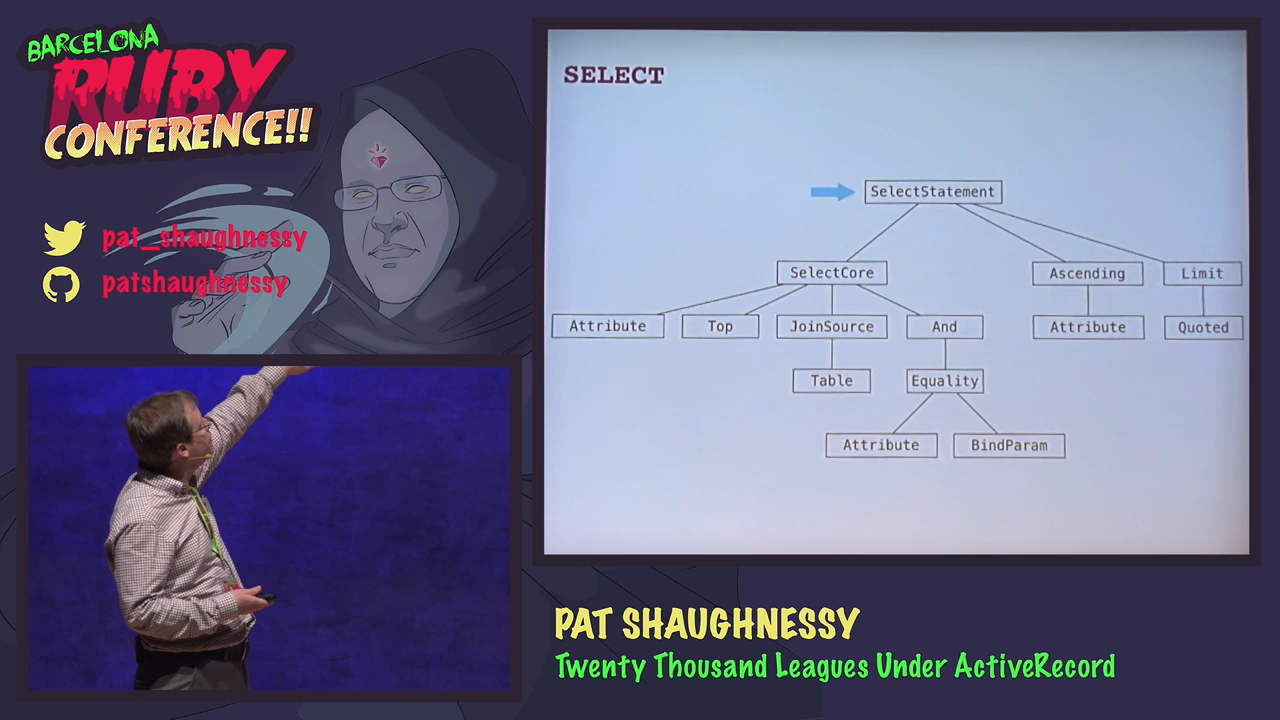 BARCELONA
RUBY
CONFERENCE!!
pat_shaughnessy
patshaughnessy
SELECT
SelectStatement
SelectCore
Ascending
Limit
Attribute
Top
JoinSource
And
Attribute
Quoted
Table
Equality
Attribute
BindParam
PAT SHAUGHNESSY
Twenty Thousand Leagues Under ActiveRecord